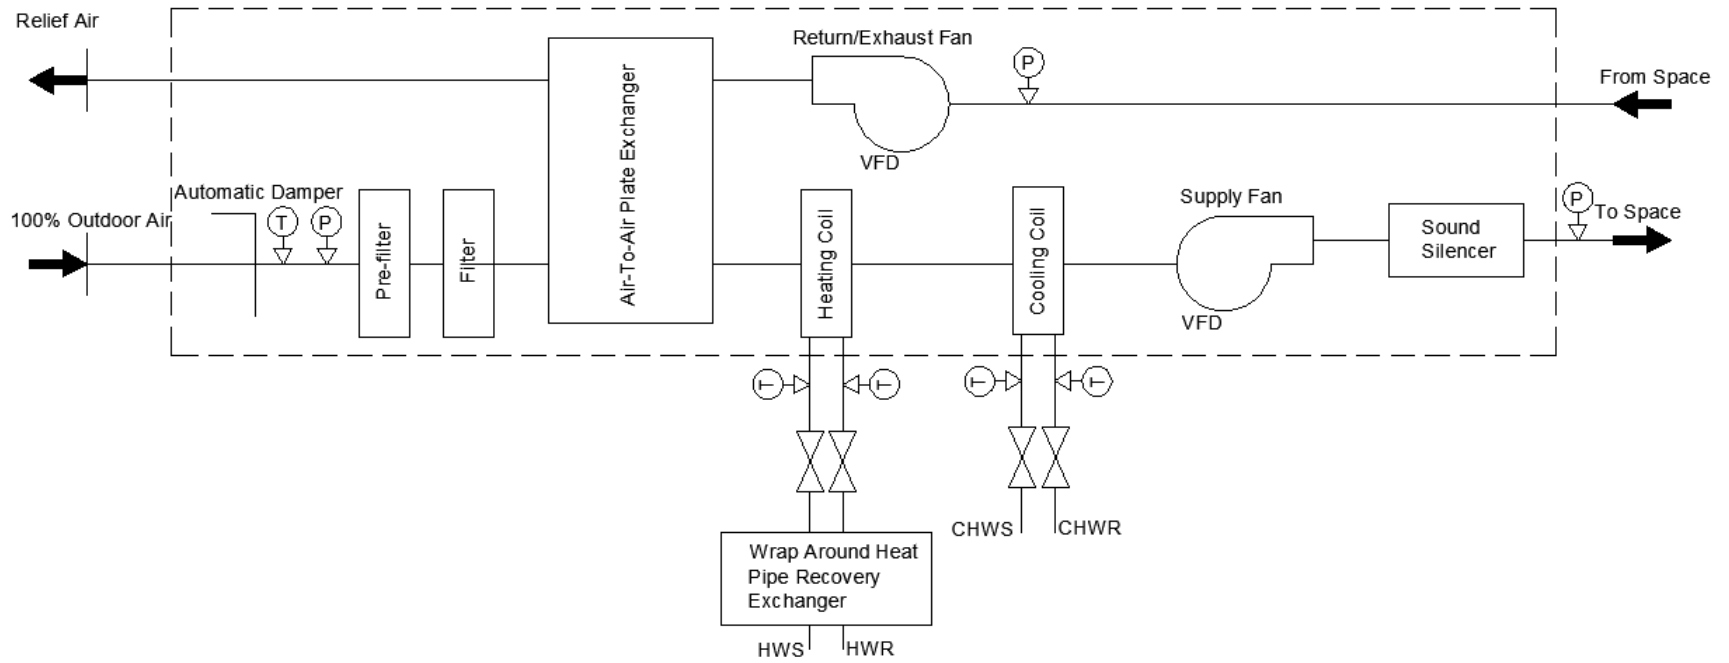 Relief Air
Return/Exhaust Fan
P
From Space
VFD
Air-To-Air Plate Exchanger
Automatic Damper
100% Outdoor Air
T
P
Pre-filter
Filter
Heating Coil
Cooling Coil
Supply Fan
VFD
Sound
Silencer
P
To Space
T
T
T
T
CHWS
CHWR
Wrap Around Heat
Pipe Recovery
Exchanger
HWS
HWR